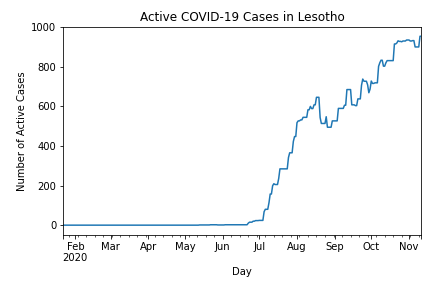 Active COVID-19 Cases in Lesotho
1000
800
600
400
200
0
Number of Active Cases
Feb Mar Apr May Jun Jul Aug Sep Oct Nov
2020
Day